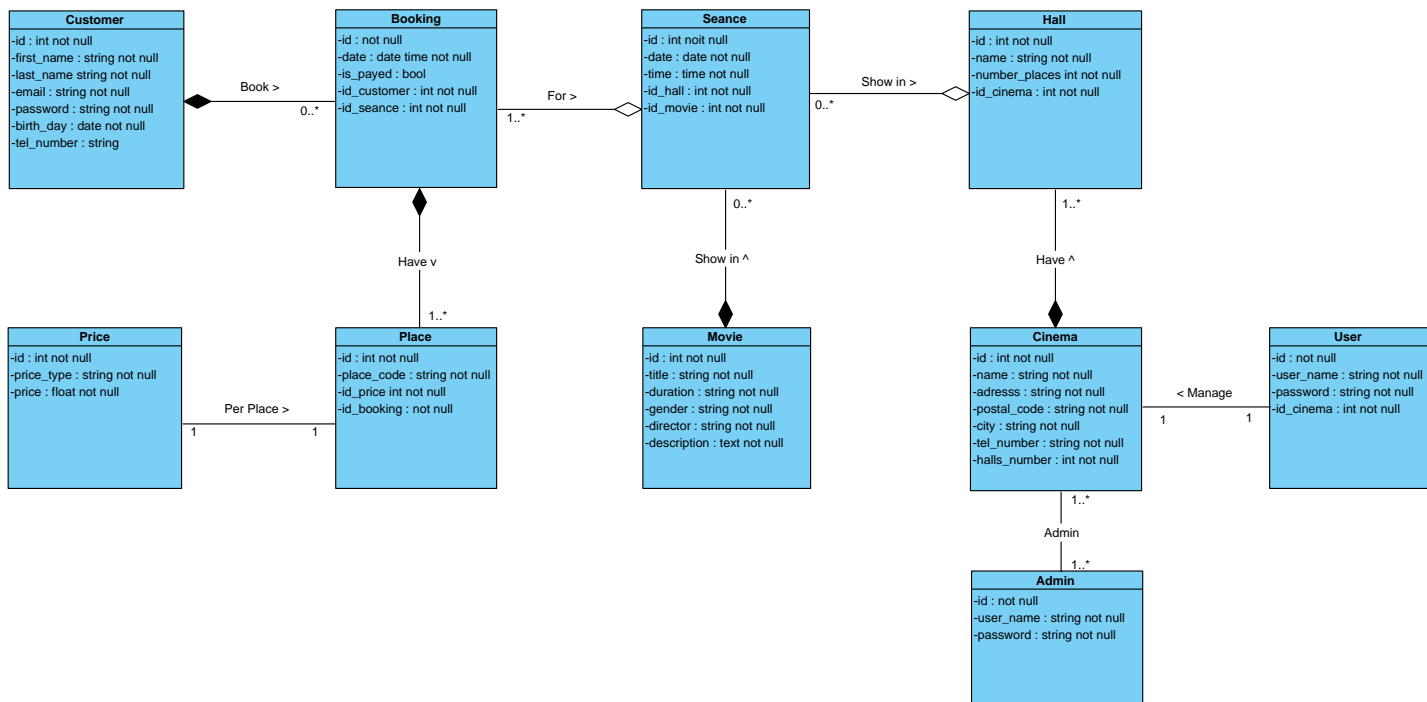 Customer
-id : int not null
-first_name : string not null
-last_name string not null
-email : string not null
-password : string not null
-birth_day : date not null
-tel_number : string
Book >
0..*
Booking
-id : not null
-date : date time not null
-is_payed : bool
-id_customer : int not null
-id_seance : int not null
For >
1..*
Seance
-id : int noit null
-date : date not null
-time : time not null
-id_hall : int not null
-id_movie : int not null
Show in >
0..*
Hall
-id : int not null
-name : string not null
-number_places int not null
-id_cinema : int not null
Have v
1..*
0..*
Show in ^
1..*
Have ^
Price
-id : int not null
-price_type : string not null
-price : float not null
Per Place >
1
1
Place
-id : int not null
-place_code : string not null
-id_price int not null
-id_booking : not null
Movie
-id : int not null
-title : string not null
-duration : string not null
-gender : string not null
-director : string not null
-description : text not null
Cinema
-id : int not null
-name : string not null
-adresss : string not null
-postal_code : string not null
-city : string not null
-tel_number : string not null
-halls_number : int not null
< Manage
1
1
User
-id : not null
-user_name : string not null
-password : string not null
-id_cinema : int not null
1..*
Admin
1..*
Admin
-id : not null
-user_name : string not null
-password : string not null